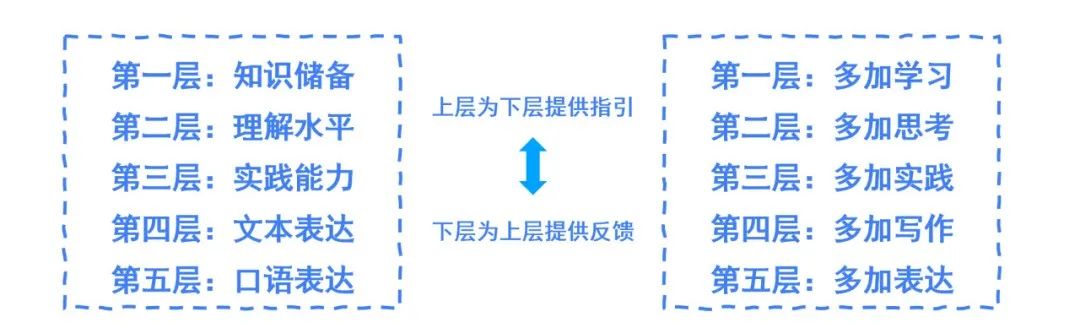 第一层：知识储备
第二层：理解水平
第三层：实践能力
第四层：文本表达
第五层：口语表达
上层为下层提供指引
下层为上层提供反馈
第一层：多加学习
第二层：多加思考
第三层：多加实践
第四层：多加写作
第五层：多加表达